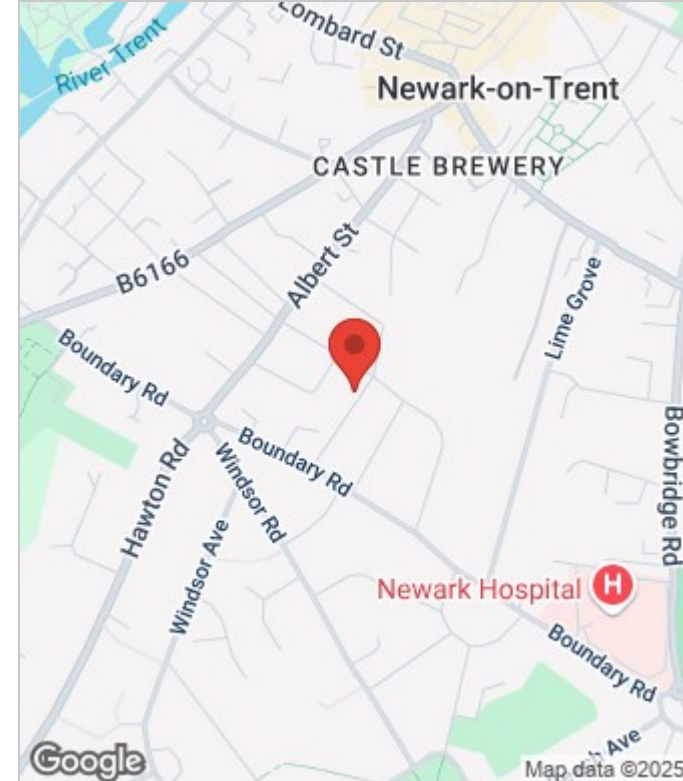 Lombard St
River Trent
Newark-on-Trent
CASTLE BREWERY
B6166
Albert St
Lime Grove
Boundary Rd
Bowbridge Rd
Boundary Rd
Hawton Rd
Windsor Rd
Windsor Ave
Newark Hospital
H
Boundary Rd
Ave
Google
Map data ©2025